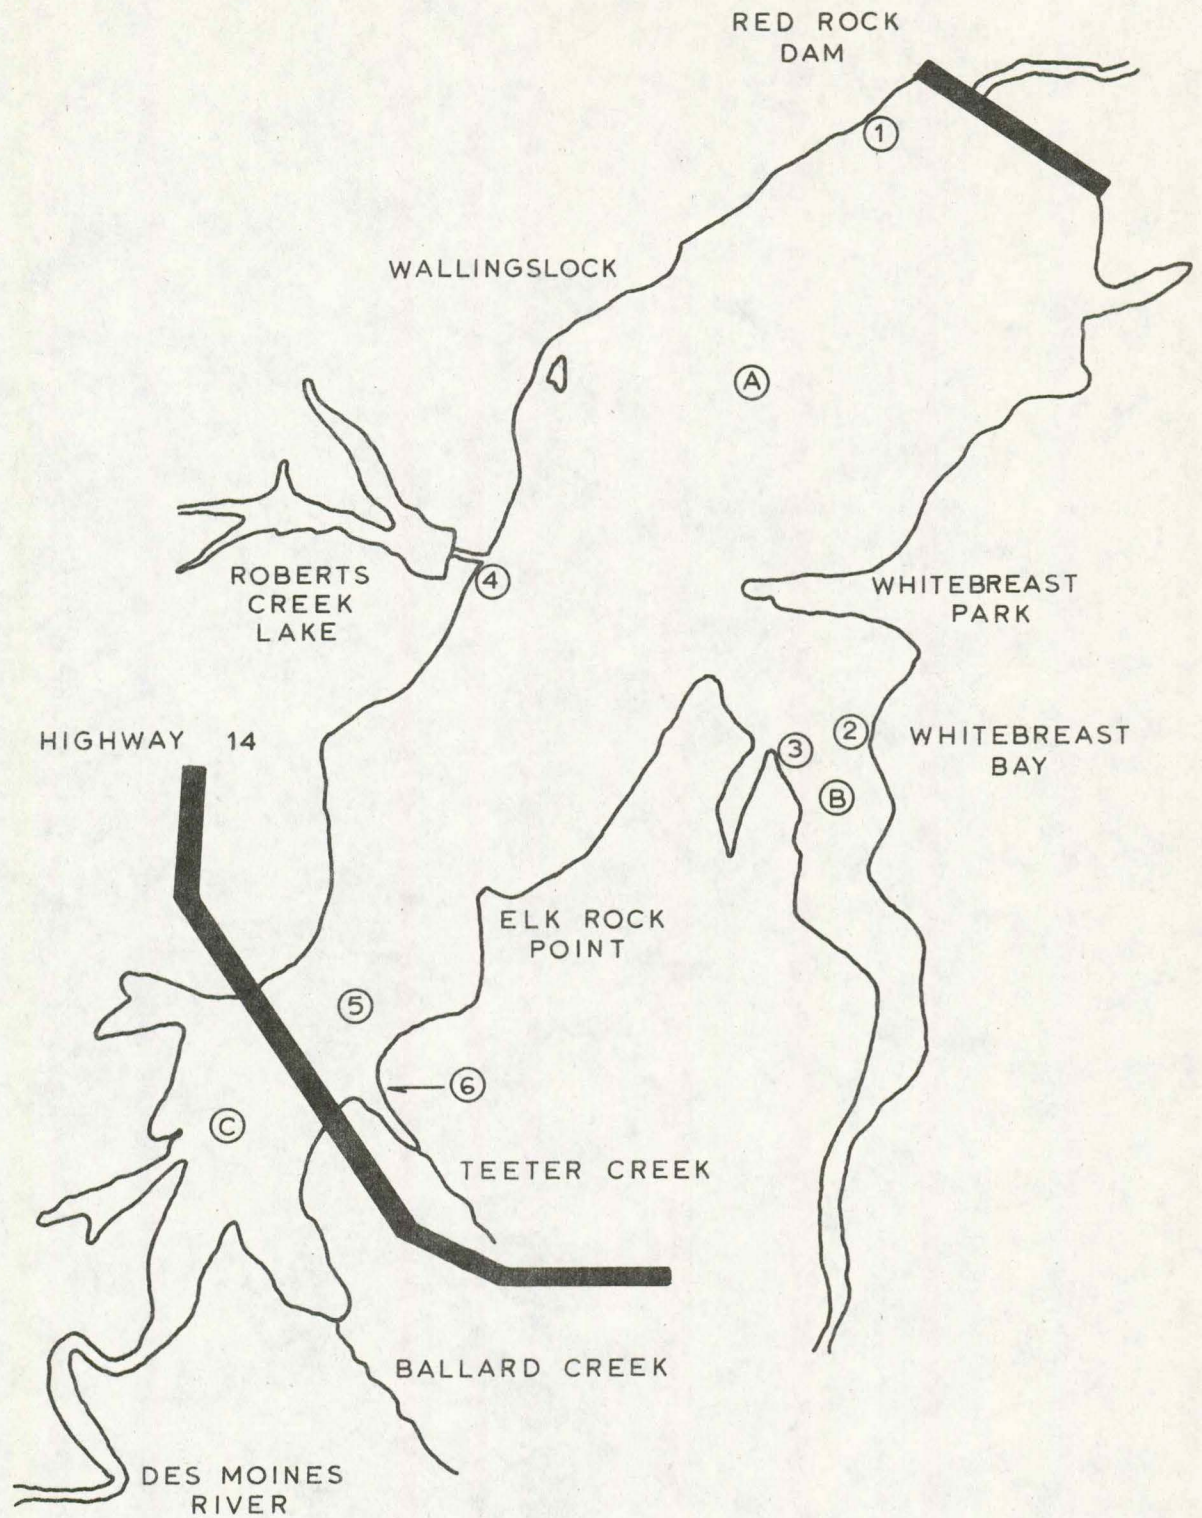 RED ROCK
DAM
1
WALLINGSLOCK
A
ROBERTS
CREEK
LAKE
4
WHITEBREAST
PARK
HIGHWAY 14
2
3
WHITEBREAST
BAY
B
ELK ROCK
POINT
5
6
C
TEETER CREEK
BALLARD CREEK
DES MOINES
RIVER